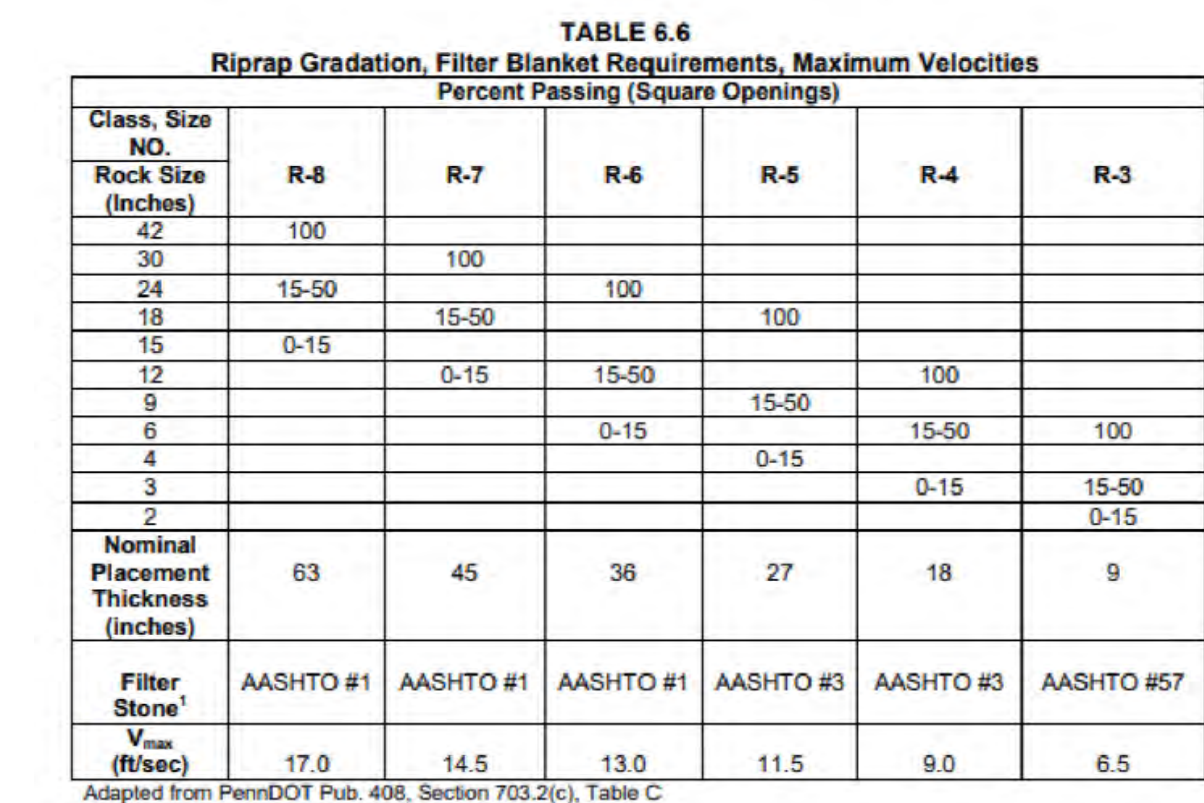 TABLE 6.6
Riprap Gradation, Filter Blanket Requirements, Maximum Velocities
Percent Passing (Square Openings)
Class, Size
NO.
Rock Size
(Inches)
R-8 R-7 R-6 R-5 R-4 R-3
42 100
30 100
24 15-50 100
18 15-50 100
15 0-15
12 0-15 15-50 100
9 15-50
6 0-15 15-50 100
4 0-15
3 0-15 15-50
2 0-15
Nominal
Placement
Thickness
(inches)
63 45 36 27 18 9
Filter
Stone¹
AASHTO #1 AASHTO #1 AASHTO #1 AASHTO #3 AASHTO #3 AASHTO #57
Vmax
(ft/sec) 17.0 14.5 13.0 11.5 9.0 6.5
Adapted from PennDOT Pub. 408, Section 703.2(c), Table C